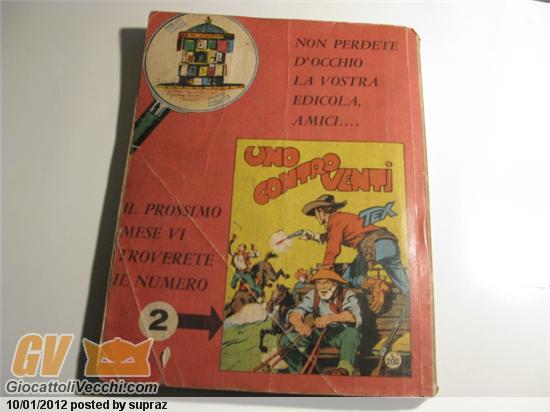 NON PERDETE
D'OCCHIO
LA VOSTRA
EDICOLA,
AMICI....
UNO
CONTRO
VENTI
TEX
IL PROSSIMO
MESE VI
TROVERETE
IL NUMERO
2
200
GV
GiocattoliVecchi.com
10/01/2012 posted by supraz